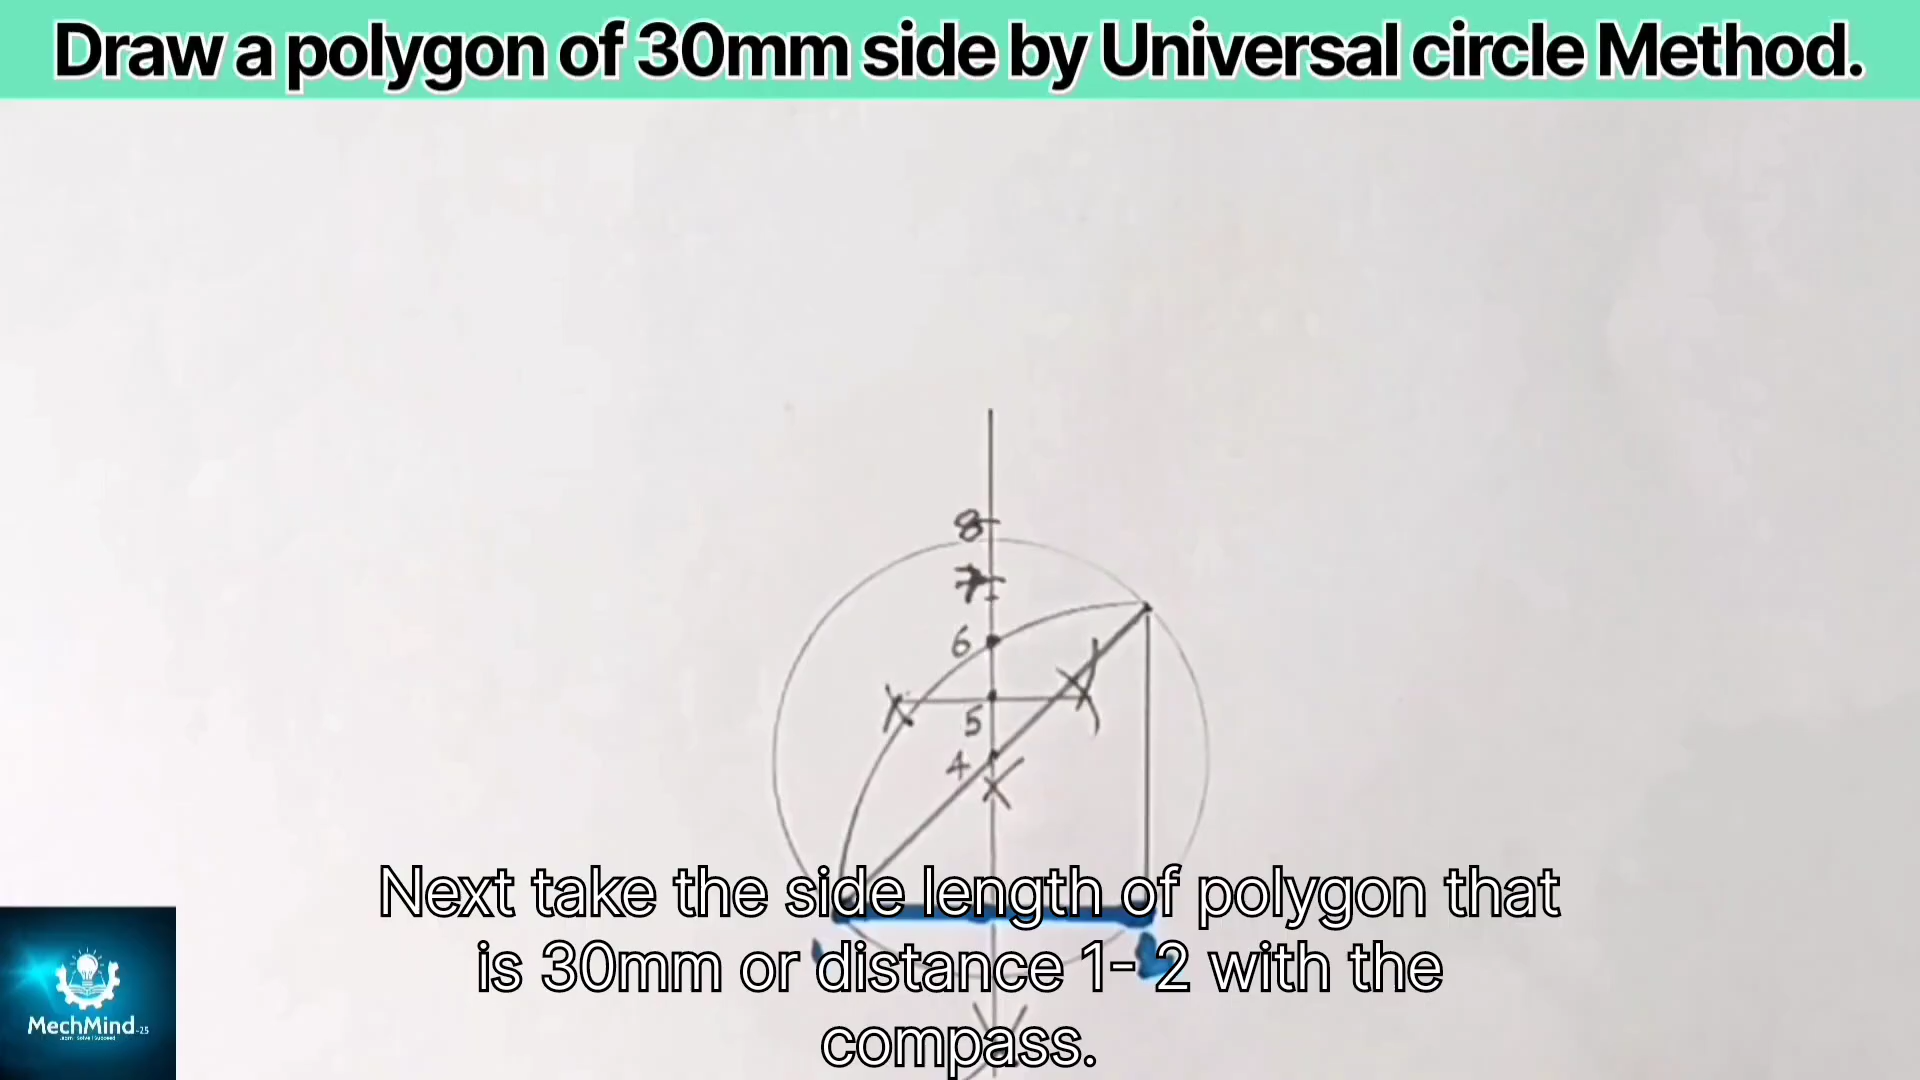 Draw a polygon of 30mm side by Universal circle Method.
8
7
6
5
4
Next take the side length of polygon that
is 30mm or distance 1- 2 with the
compass.
MechMind-25